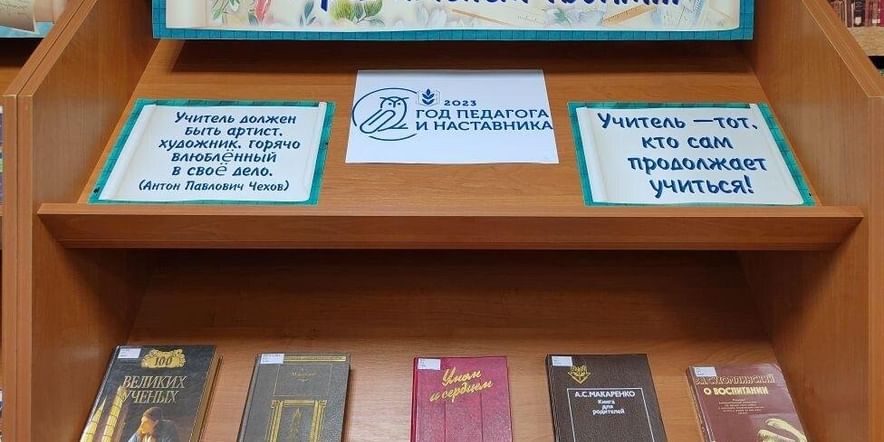 Учитель должен
быть артист,
художник, горячо
влюблённый
в своё дело.
(Антон Павлович Чехов)
2023
ГОД ПЕДАГОГА
И НАСТАВНИКА
Учитель —тот,
кто сам
продолжает
учиться!
100
ВЕЛИКИХ
УЧЕНЫХ
Умом
и сердцем
А.С.МАКАРЕНКО
Книга
для
родителей
О ВОСПИТАНИИ